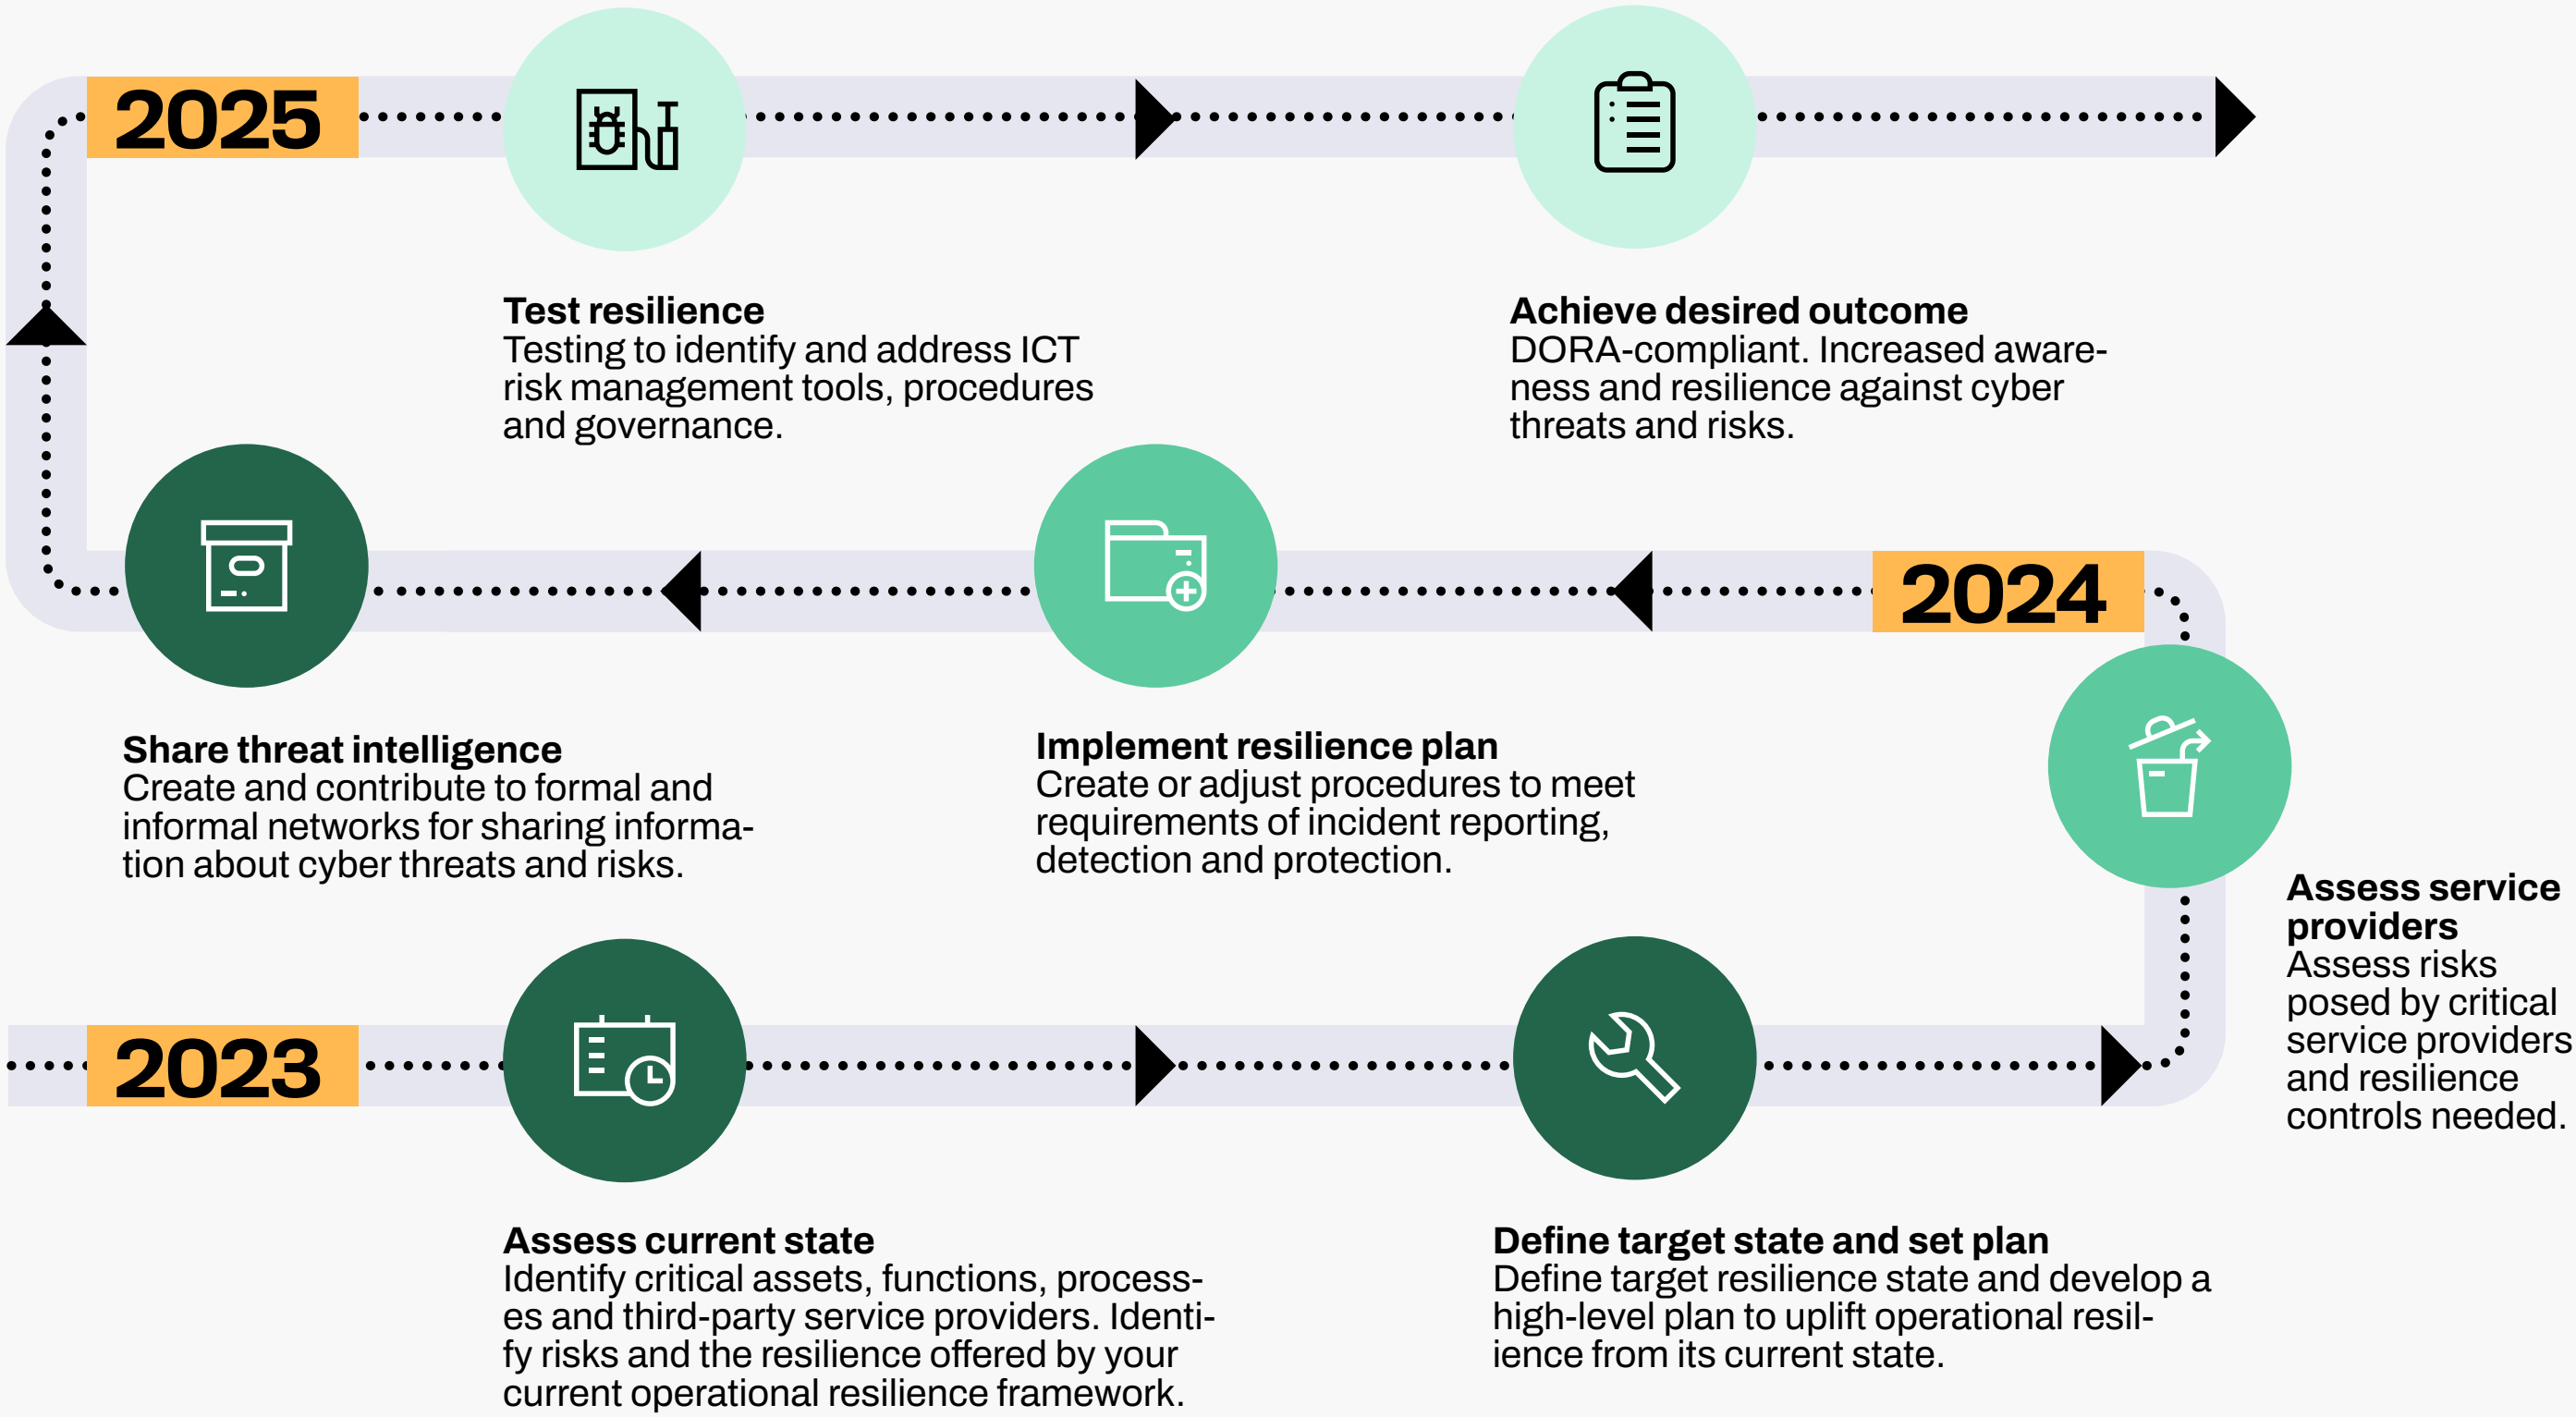 2025
Test resilience
Testing to identify and address ICT
risk management tools, procedures
and governance.
Achieve desired outcome
DORA-compliant. Increased aware-
ness and resilience against cyber
threats and risks.
2024
Share threat intelligence
Create and contribute to formal and
informal networks for sharing informa-
tion about cyber threats and risks.
Implement resilience plan
Create or adjust procedures to meet
requirements of incident reporting,
detection and protection.
Assess service
providers
Assess risks
posed by critical
service providers
and resilience
controls needed.
2023
Assess current state
Identify critical assets, functions, process-
es and third-party service providers. Identi-
fy risks and the resilience offered by your
current operational resilience framework.
Define target state and set plan
Define target resilience state and develop a
high-level plan to uplift operational resil-
ience from its current state.